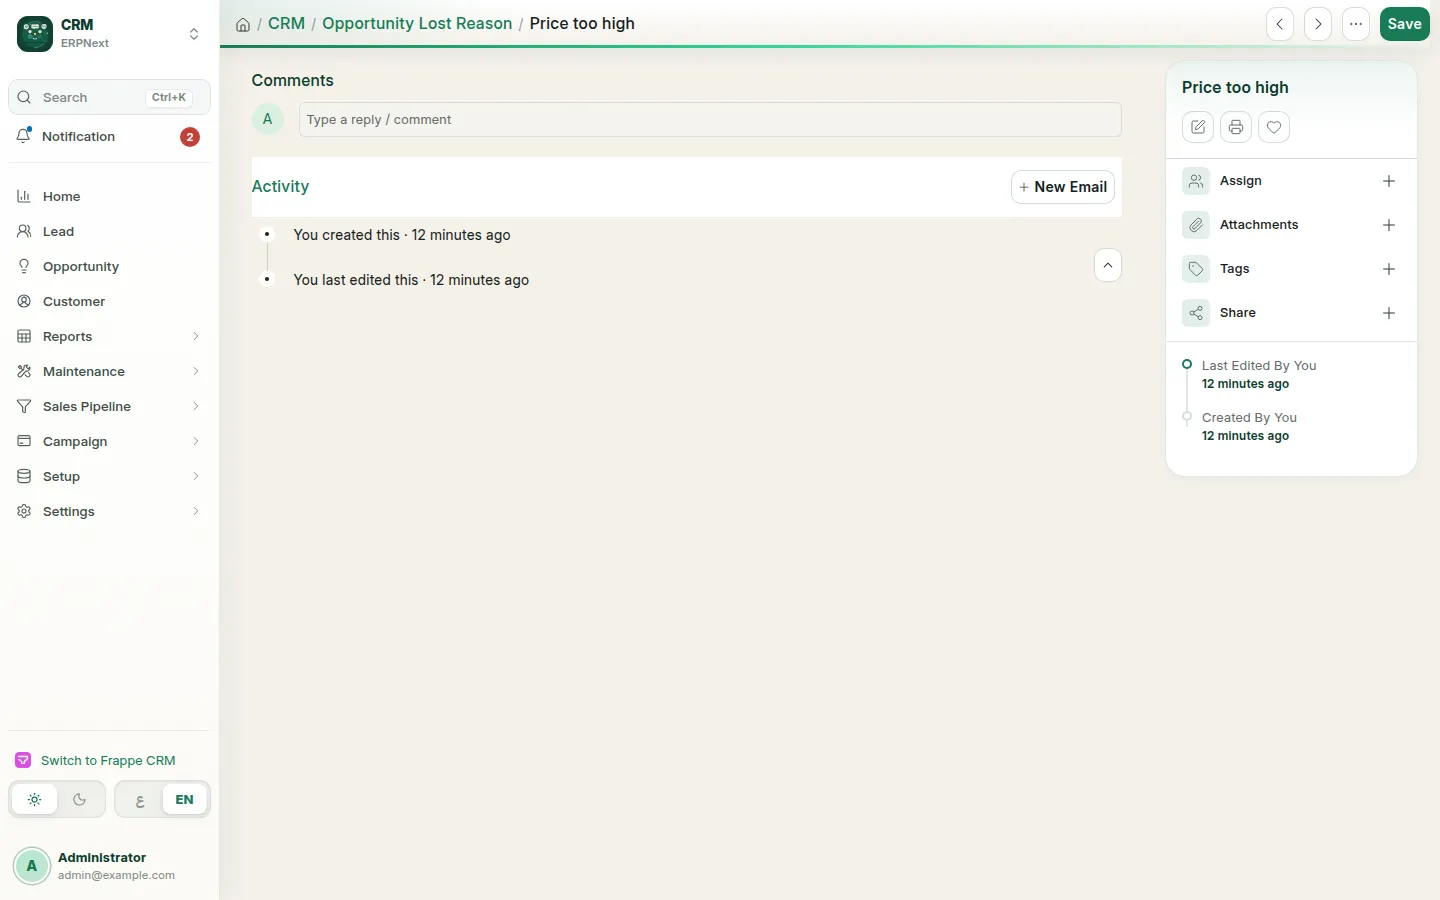 CRM
ERPNext
Search Ctrl+K
Notification 2
Home
Lead
Opportunity
Customer
Reports
Maintenance
Sales Pipeline
Campaign
Setup
Settings
Switch to Frappe CRM
ع EN
A
Administrator
admin@example.com
/ CRM / Opportunity Lost Reason / Price too high
Save
Comments
A
Type a reply / comment
Activity
New Email
You created this · 12 minutes ago
You last edited this · 12 minutes ago
Price too high
Assign
Attachments
Tags
Share
Last Edited By You
12 minutes ago
Created By You
12 minutes ago